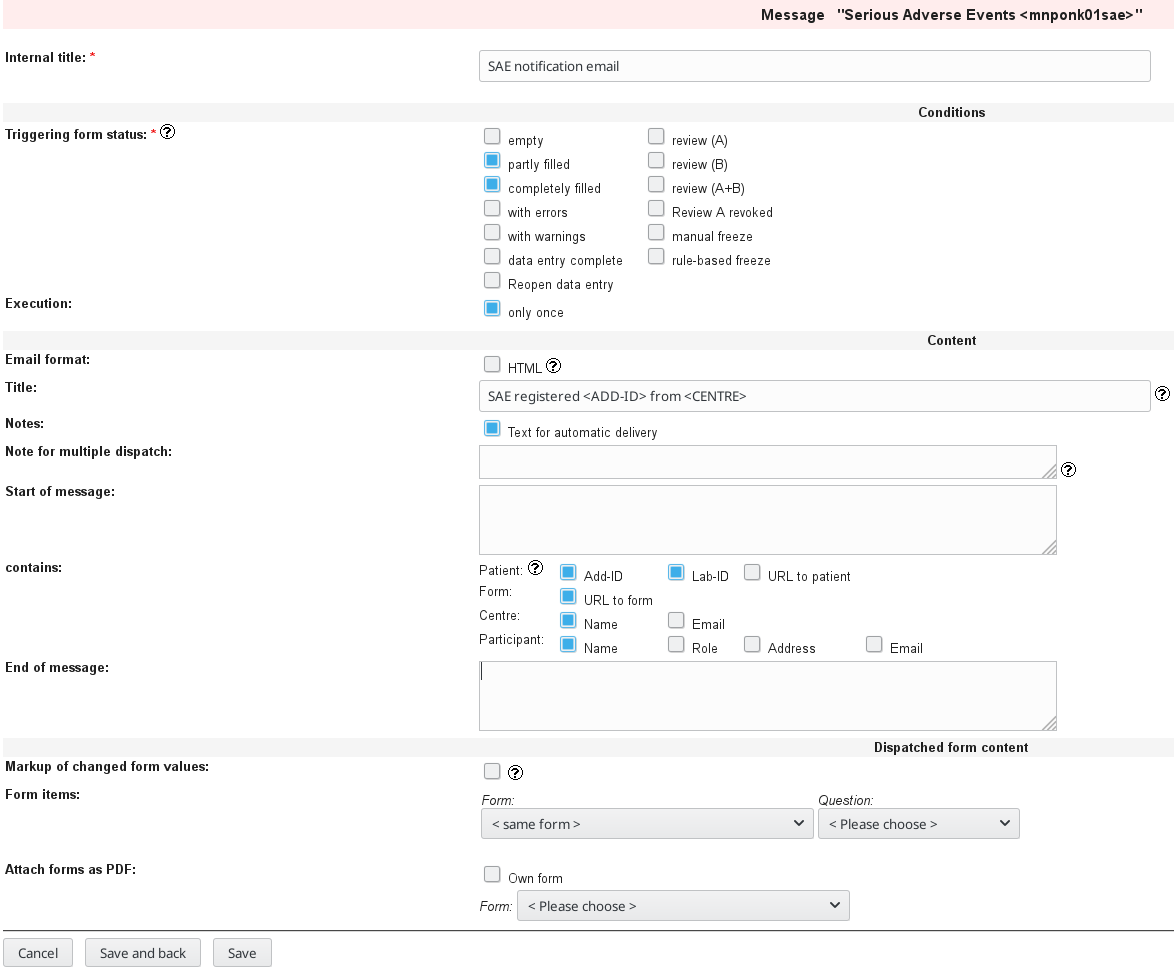 Message "Serious Adverse Events <mnponk01sae>"
Internal title: *
SAE notification email
Conditions
Triggering form status: * ?
empty review (A)
partly filled review (B)
completely filled review (A+B)
with errors Review A revoked
with warnings manual freeze
data entry complete rule-based freeze
Reopen data entry
Execution:
only once
Content
Email format:
HTML ?
Title:
SAE registered <ADD-ID> from <CENTRE> ?
Notes:
Text for automatic delivery
Note for multiple dispatch:
?
Start of message:
contains:
Patient: ? Add-ID Lab-ID URL to patient
Form: URL to form
Centre: Name Email
Participant: Name Role Address Email
End of message:
Dispatched form content
Markup of changed form values:
?
Form items:
Form: Question:
< same form > < Please choose >
Attach forms as PDF:
Own form
Form: < Please choose >
Cancel Save and back Save